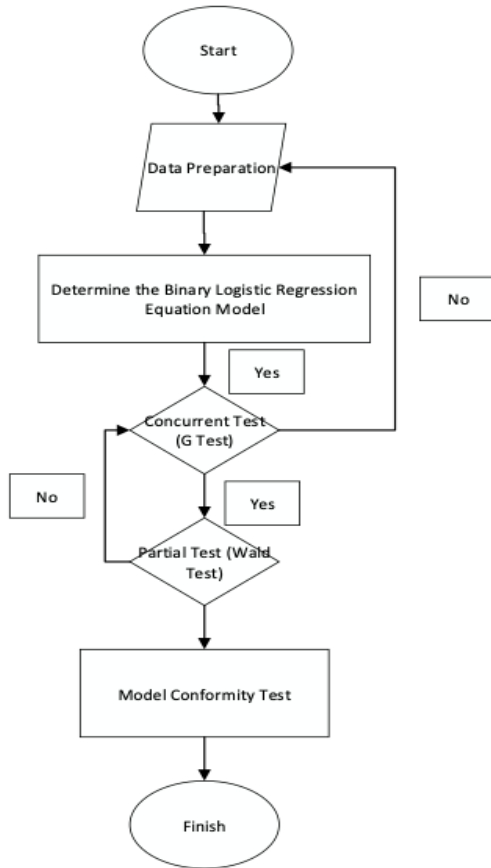 Start
Data Preparation
Determine the Binary Logistic Regression
Equation Model
No
Yes
Concurrent Test
(G Test)
No
Yes
Partial Test (Wald
Test)
Model Conformity Test
Finish